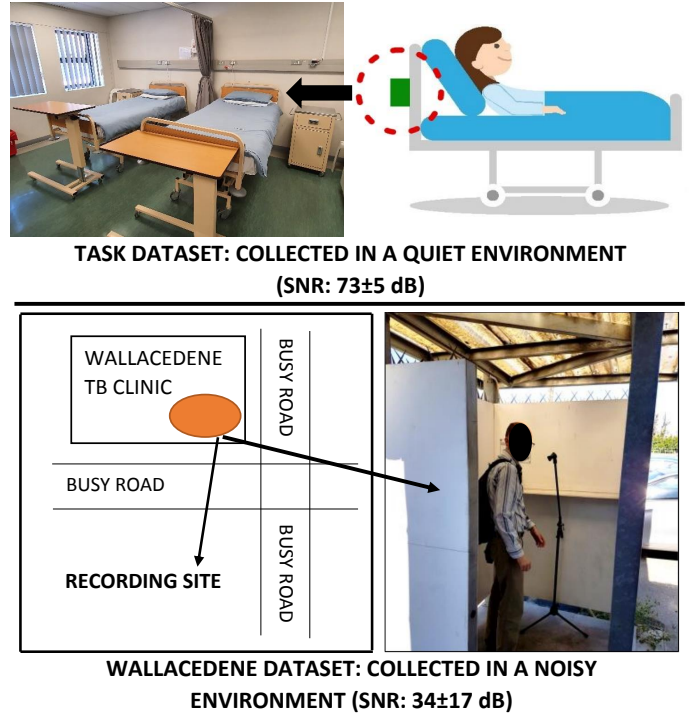 TASK DATASET: COLLECTED IN A QUIET ENVIRONMENT
(SNR: 73±5 dB)
WALLACEDENE
TB CLINIC
BUSY ROAD
BUSY ROAD
RECORDING SITE
BUSY ROAD
WALLACEDENE DATASET: COLLECTED IN A NOISY
ENVIRONMENT (SNR: 34±17 dB)